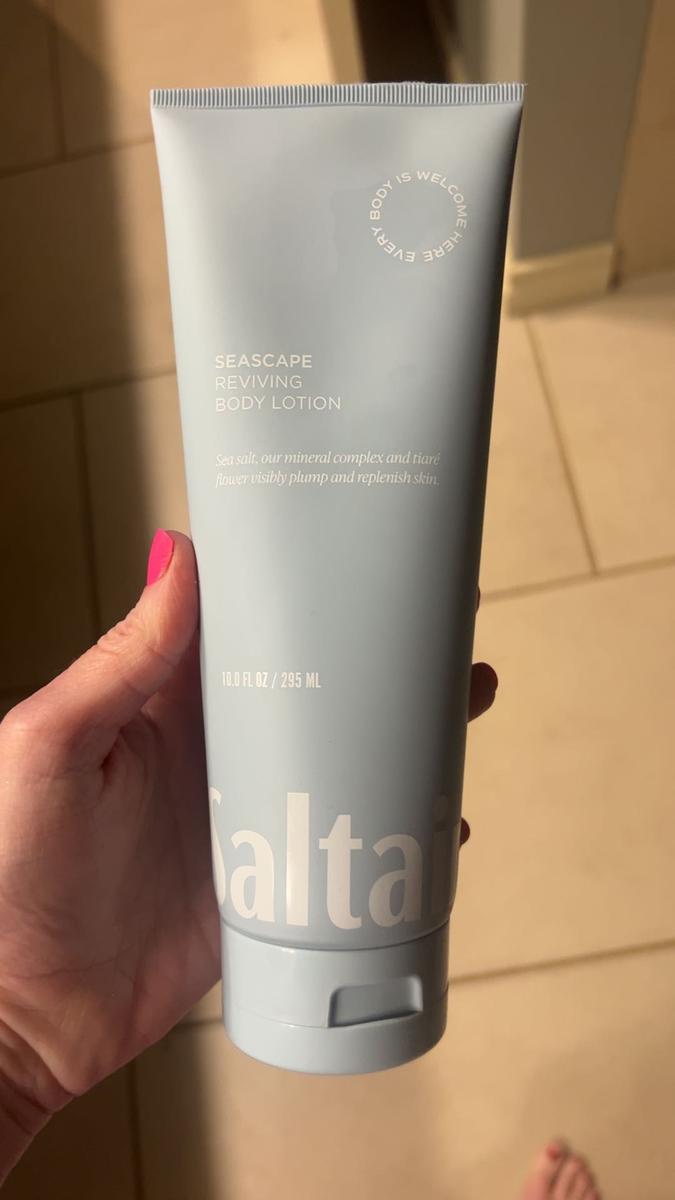 EVERY BODY IS WELCOME HERE
SEASCAPE
REVIVING
BODY LOTION
Sea salt, our mineral complex and tiaré
flower visibly plump and replenish skin.
10.0 FL OZ / 295 ML
Saltair